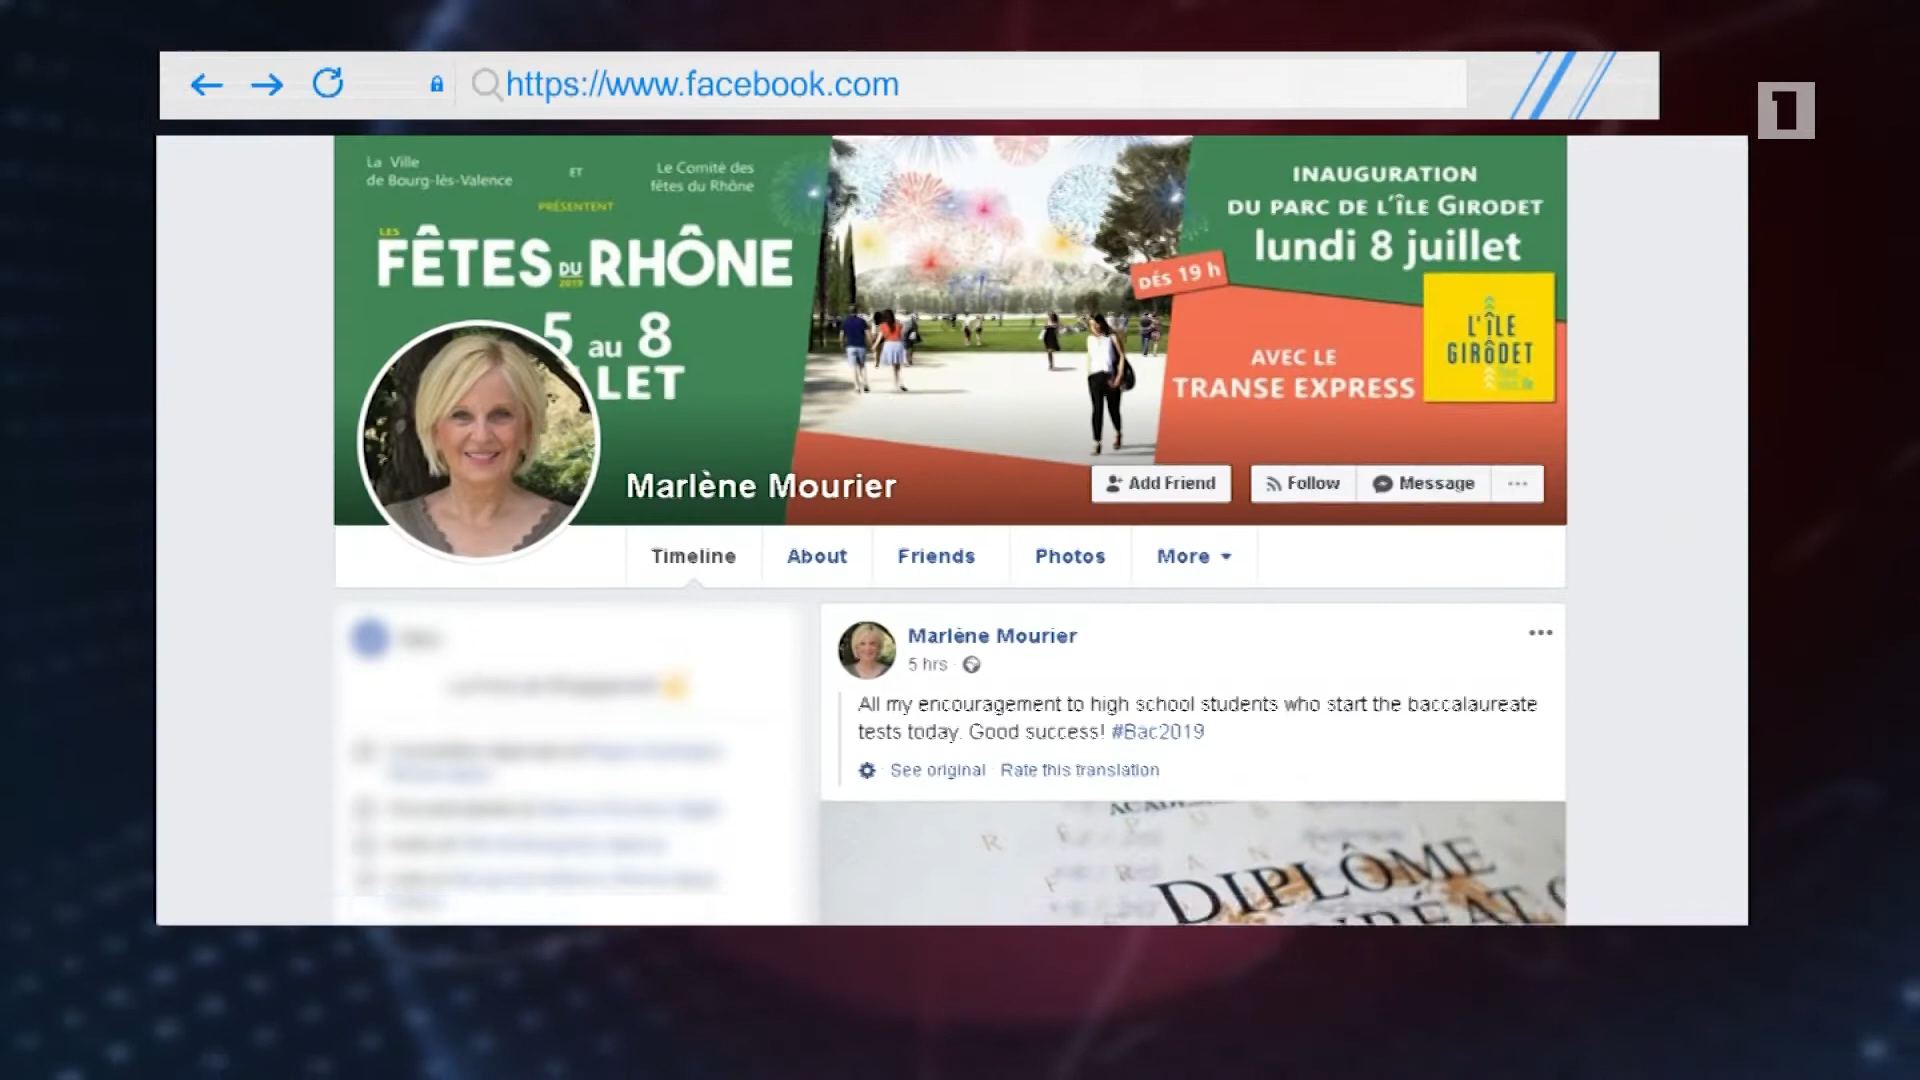 https://www.facebook.com
1
La Ville
de Bourg-lès-Valence
ET
Le Comité des
fêtes du Rhône
PRÉSENTENT
LES
FÊTES DU RHÔNE
2019
5 au 8
LLET
INAUGURATION
DU PARC DE L'ÎLE GIRODET
lundi 8 juillet
DÉS 19 h
AVEC LE
TRANSE EXPRESS
L'ÎLE
GIRODET
Marlène Mourier
Add Friend
Follow
Message
Timeline
About
Friends
Photos
More
Marlène Mourier
5 hrs
All my encouragement to high school students who start the baccalaureate
tests today. Good success! #Bac2019
See original Rate this translation
DIPLÔME